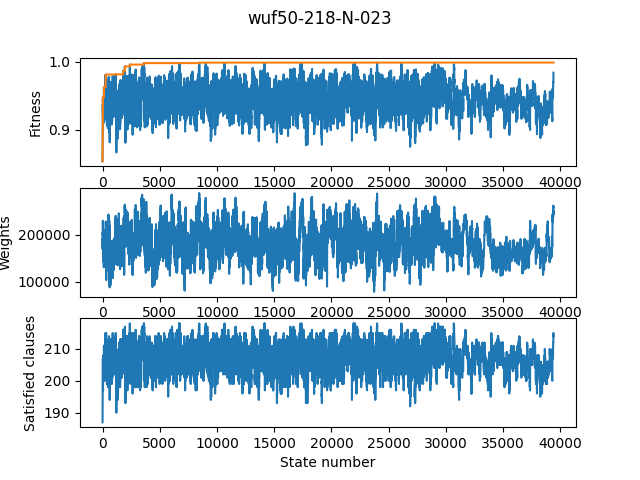 wuf50-218-N-023
1.0
0.9
Fitness
0 5000 10000 15000 20000 25000 30000 35000 40000
200000
100000
Weights
0 5000 10000 15000 20000 25000 30000 35000 40000
210
200
190
Satisfied clauses
0 5000 10000 15000 20000 25000 30000 35000 40000
State number